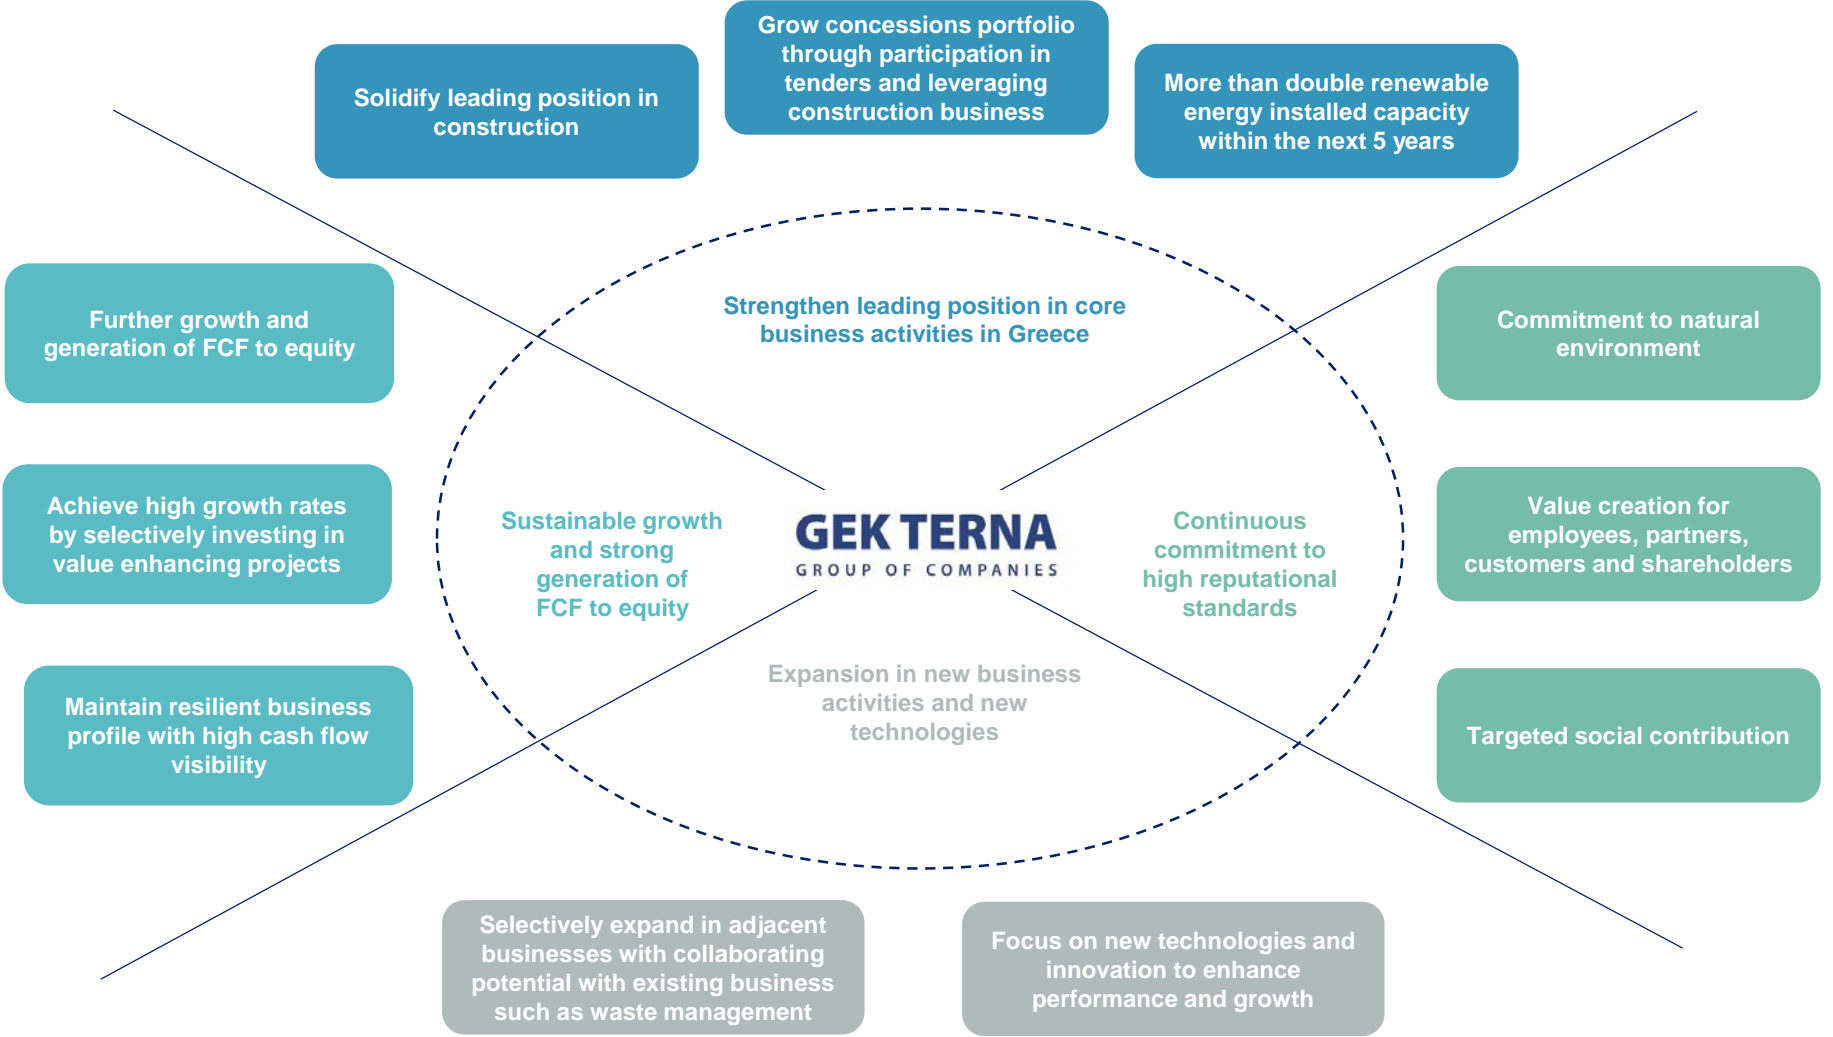 Grow concessions portfolio
through participation in
tenders and leveraging
construction business
Solidify leading position in
construction
More than double renewable
energy installed capacity
within the next 5 years
Strengthen leading position in core
business activities in Greece
Further growth and
generation of FCF to equity
Achieve high growth rates
by selectively investing in
value enhancing projects
Maintain resilient business
profile with high cash flow
visibility
Sustainable growth
and strong
generation of
FCF to equity
GEK TERNA
GROUP OF COMPANIES
Continuous
commitment to
high reputational
standards
Commitment to natural
environment
Value creation for
employees, partners,
customers and shareholders
Targeted social contribution
Expansion in new business
activities and new
technologies
Selectively expand in adjacent
businesses with collaborating
potential with existing business
such as waste management
Focus on new technologies and
innovation to enhance
performance and growth